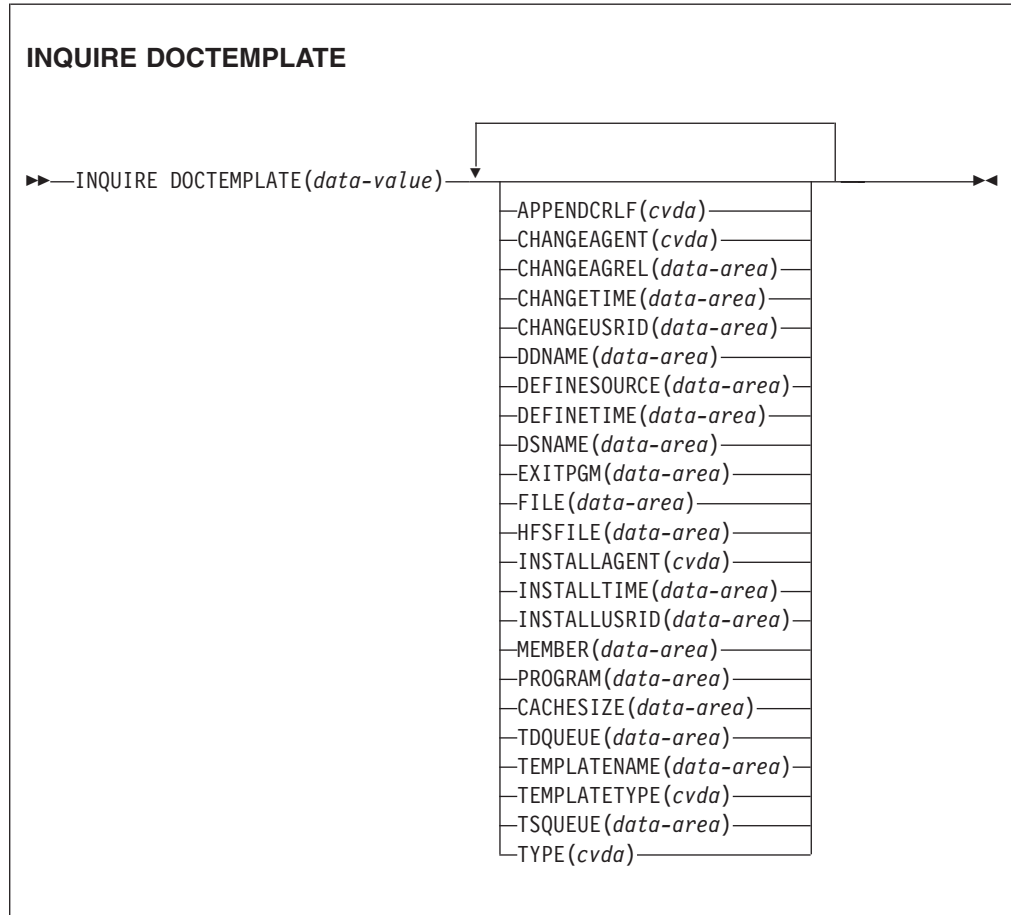 INQUIRE DOCTEMPLATE
INQUIRE DOCTEMPLATE(data-value)
APPENDCRLF(cvda)
CHANGEAGENT(cvda)
CHANGEAGREL(data-area)
CHANGETIME(data-area)
CHANGEUSRID(data-area)
DDNAME(data-area)
DEFINESOURCE(data-area)
DEFINETIME(data-area)
DSNAME(data-area)
EXITPGM(data-area)
FILE(data-area)
HFSFILE(data-area)
INSTALLAGENT(cvda)
INSTALLTIME(data-area)
INSTALLUSRID(data-area)
MEMBER(data-area)
PROGRAM(data-area)
CACHESIZE(data-area)
TDQUEUE(data-area)
TEMPLATENAME(data-area)
TEMPLATETYPE(cvda)
TSQUEUE(data-area)
TYPE(cvda)